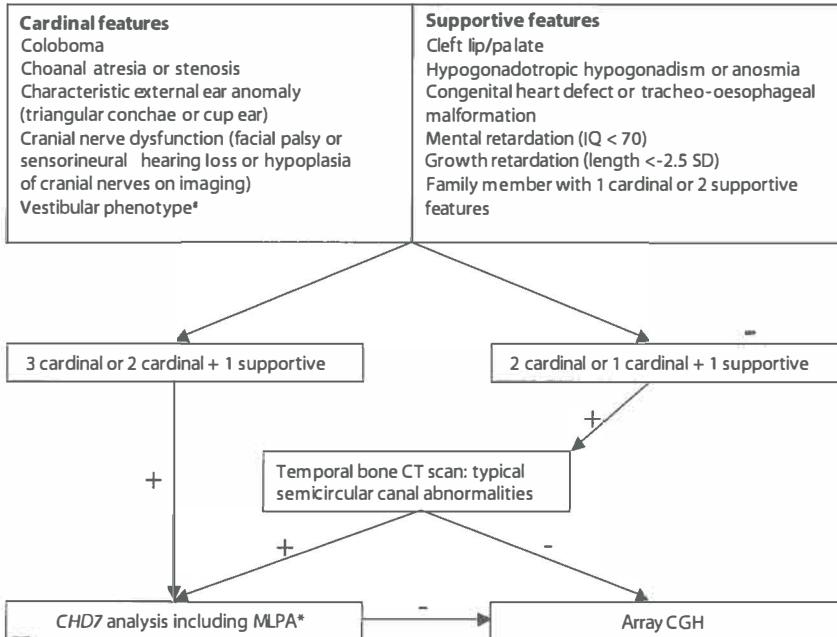 Cardinal features
Coloboma
Choanal atresia or stenosis
Characteristic external ear anomaly
(triangular conchae or cup ear)
Cranial nerve dysfunction (facial palsy or
sensorineural hearing loss or hypoplasia
of cranial nerves on imaging)
Vestibular phenotype#
Supportive features
Cleft lip/palate
Hypogonadotropic hypogonadism or anosmia
Congenital heart defect or tracheo-oesophageal
malformation
Mental retardation (IQ < 70)
Growth retardation (length <-2.5 SD)
Family member with 1 cardinal or 2 supportive
features
-
3 cardinal or 2 cardinal + 1 supportive
2 cardinal or 1 cardinal + 1 supportive
+
+
Temporal bone CT scan: typical
semicircular canal abnormalities
+
-
CHD7 analysis including MLPA*
-
Array CGH